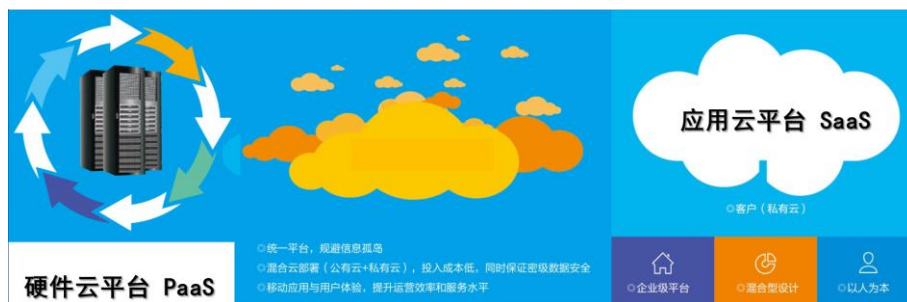 硬件云平台 PaaS
◎统一平台，规避信息孤岛
◎混合云部署（公有云+私有云），投入成本低，同时保证密级数据安全
◎移动应用与用户体验，提升运营效率和服务水平
应用云平台 SaaS
◎客户（私有云）
◎企业级平台
◎混合型设计
◎以人为本